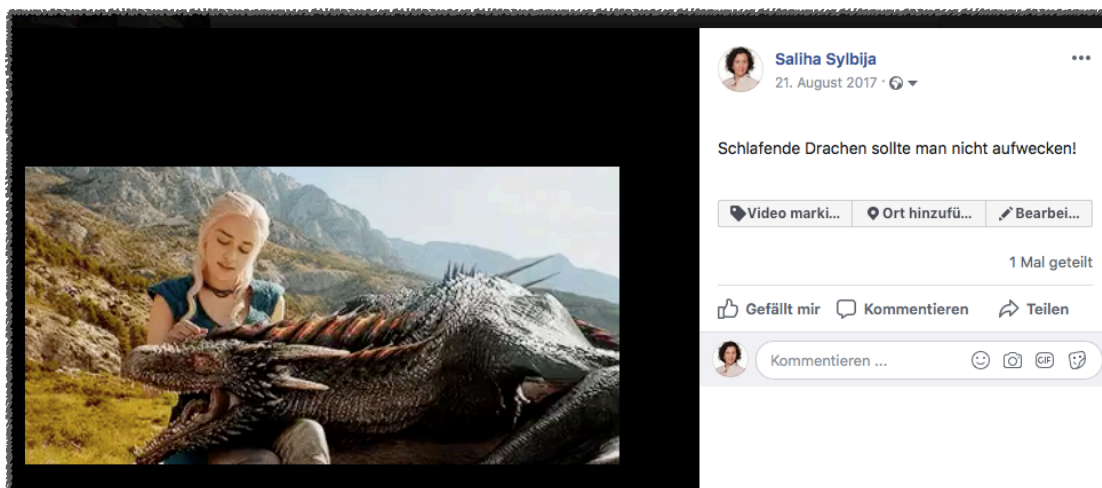 Saliha Sylbija
21. August 2017 ·
Schlafende Drachen sollte man nicht aufwecken!
Video marki... Ort hinzufü... Bearbei...
1 Mal geteilt
Gefällt mir Kommentieren Teilen
Kommentieren ... GIF